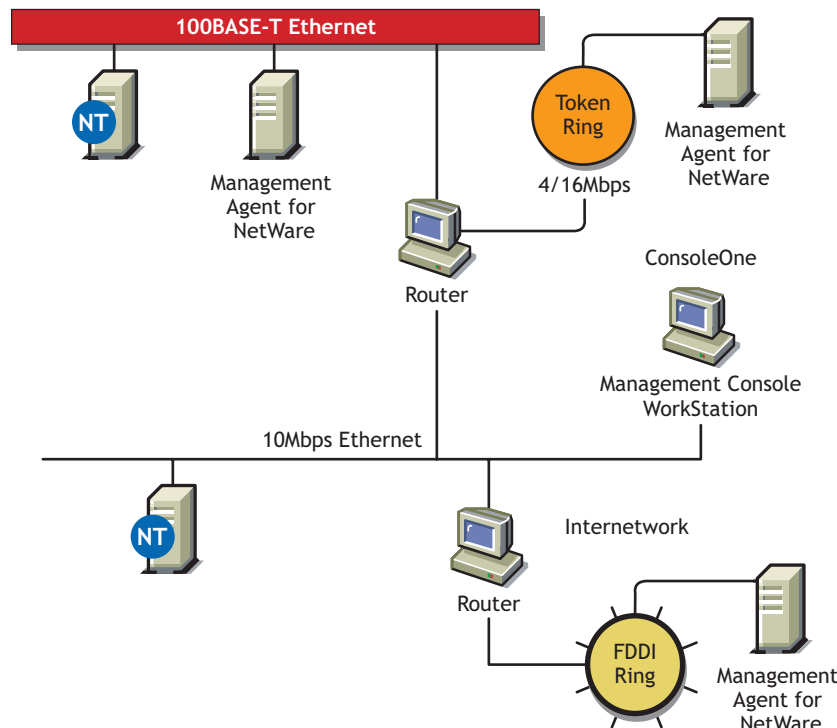 100BASE-T Ethernet
NT
Management
Agent for
NetWare
Token
Ring
4/16Mbps
Management
Agent for
NetWare
Router
ConsoleOne
Management Console
WorkStation
10Mbps Ethernet
NT
Router
Internetwork
FDDI
Ring
Management
Agent for
NetWare